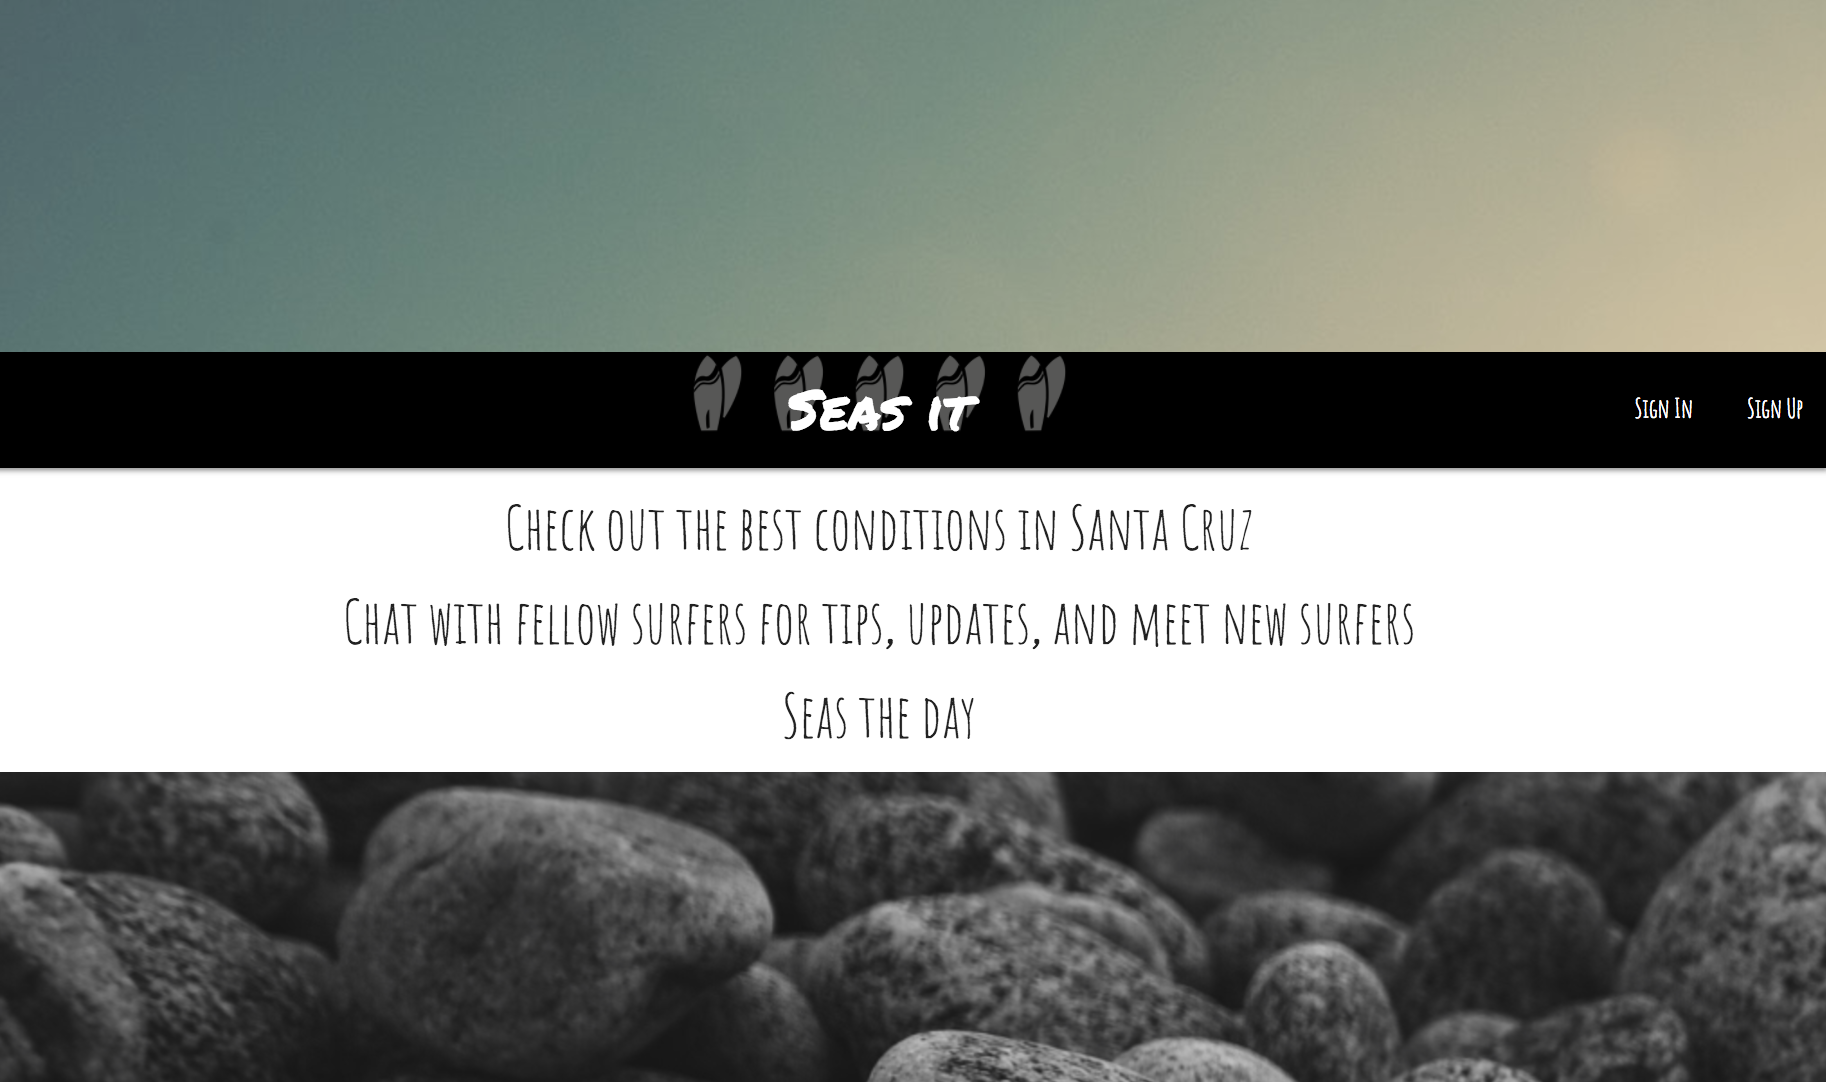 Seas it
Sign In
Sign Up
Check out the best conditions in Santa Cruz
Chat with fellow surfers for tips, updates, and meet new surfers
Seas the day